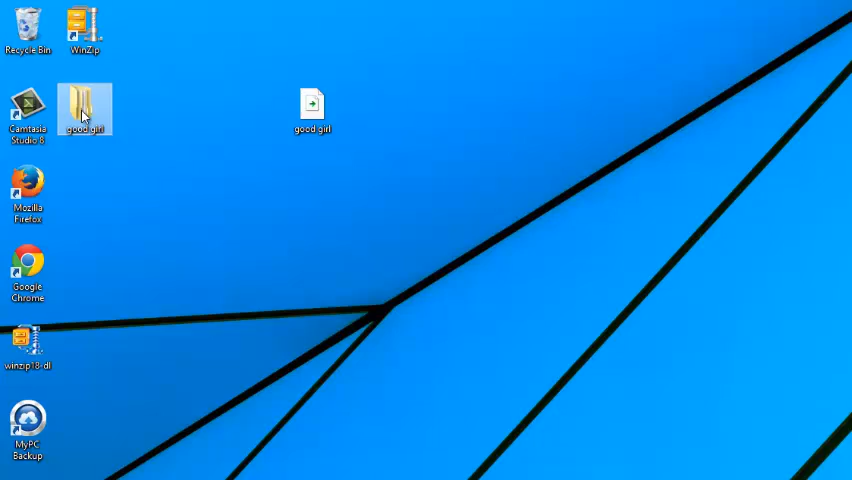 Recycle Bin
WinZip
Camtasia
Studio 8
good girl
good girl
Mozilla
Firefox
Google
Chrome
winzip18-dl
MyPC
Backup